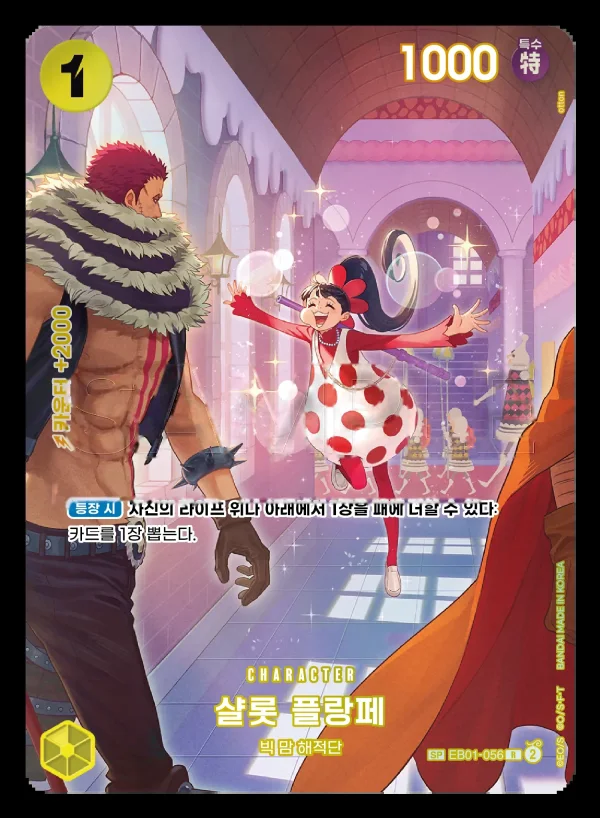 1
1000
특수
特
otton
카운터 +2000
SAMPLE
등장 시 자신의 라이프 위나 아래에서 1장을 패에 더할 수 있다:
카드를 1장 뽑는다.
CHARACTER
샬롯 플랑페
빅 맘 해적단
SP EB01-056 R 2
©E.O/S. ©O/S·F·T BANDAI MADE IN KOREA